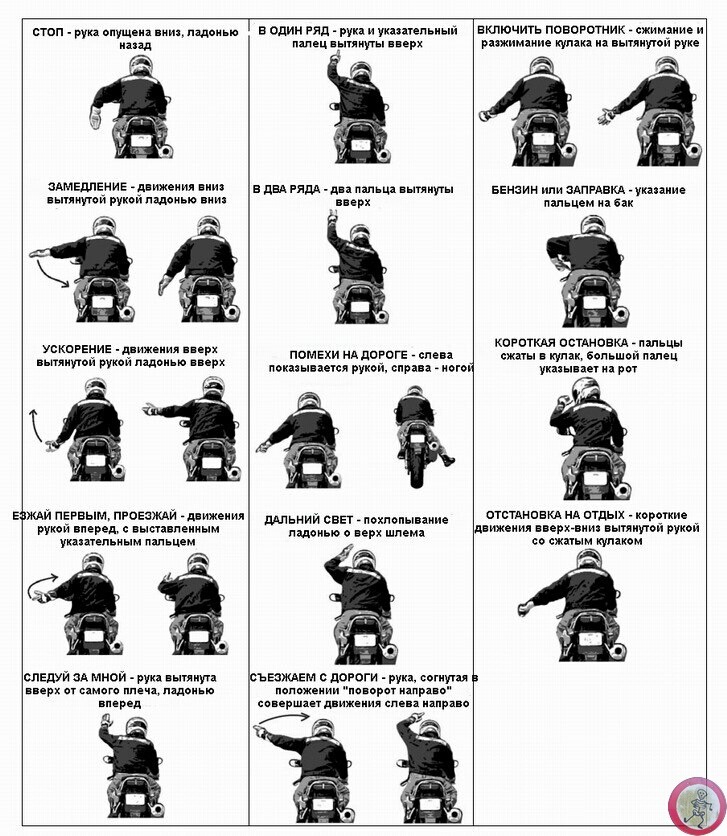 СТОП - рука опущена вниз, ладонью
назад
ЗАМЕДЛЕНИЕ - движения вниз
вытянутой рукой ладонью вниз
УСКОРЕНИЕ - движения вверх
вытянутой рукой ладонью вверх
ЕЗЖАЙ ПЕРВЫМ, ПРОЕЗЖАЙ - движения
рукой вперед, с выставленным
указательным пальцем
СЛЕДУЙ ЗА МНОЙ - рука вытянута
вверх от самого плеча, ладонью
вперед
В ОДИН РЯД - рука и указательный
палец вытянуты вверх
В ДВА РЯДА - два пальца вытянуты
вверх
ПОМЕХИ НА ДОРОГЕ - слева
показывается рукой, справа - ногой
ДАЛЬНИЙ СВЕТ - похлопывание
ладонью о верх шлема
СЪЕЗЖАЕМ С ДОРОГИ - рука, согнутая в
положении "поворот направо"
совершает движения слева направо
ВКЛЮЧИТЬ ПОВОРОТНИК - сжимание и
разжимание кулака на вытянутой руке
БЕНЗИН или ЗАПРАВКА - указание
пальцем на бак
КОРОТКАЯ ОСТАНОВКА - пальцы
сжаты в кулак, большой палец
указывает на рот
ОТСТАНОВКА НА ОТДЫХ - короткие
движения вверх-вниз вытянутой рукой
со сжатым кулаком